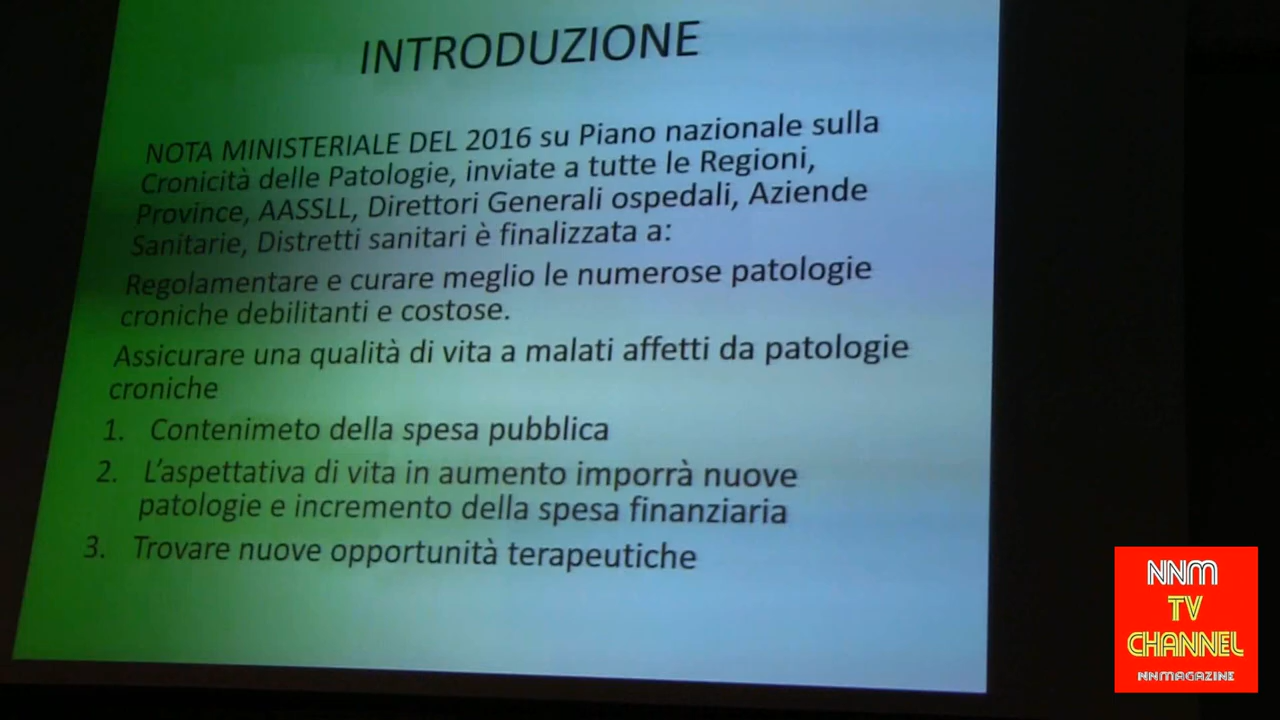 INTRODUZIONE
NOTA MINISTERIALE DEL 2016 su Piano nazionale sulla
Cronicità delle Patologie, inviate a tutte le Regioni,
Province, AASSLL, Direttori Generali ospedali, Aziende
Sanitarie, Distretti sanitari è finalizzata a:
Regolamentare e curare meglio le numerose patologie
croniche debilitanti e costose.
Assicurare una qualità di vita a malati affetti da patologie
croniche
1. Contenimeto della spesa pubblica
2. L'aspettativa di vita in aumento imporrà nuove
patologie e incremento della spesa finanziaria
3. Trovare nuove opportunità terapeutiche
NNM
TV
CHANNEL
NNMAGAZINE